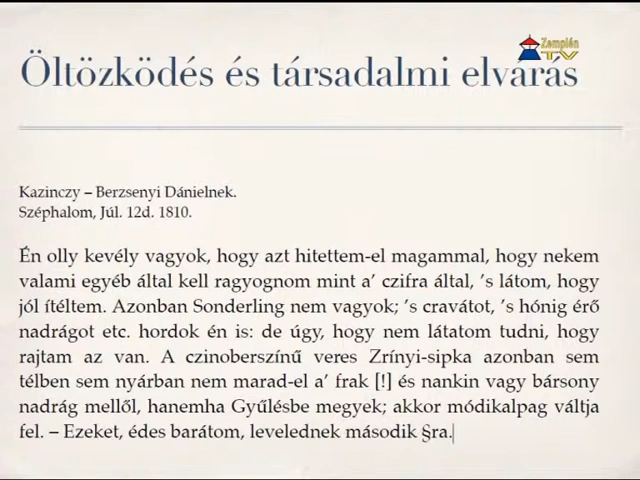 Zemplén
TV
Öltözködés és társadalmi elvárás
Kazinczy – Berzsenyi Dánielnek.
Széphalom, Júl. 12d. 1810.
Én olly kevély vagyok, hogy azt hitettem-el magammal, hogy nekem
valami egyéb által kell ragyognom mint a’ czifra által, ’s látom, hogy
jól ítéltem. Azonban Sonderling nem vagyok; ’s cravátot, ’s hónig érő
nadrágot etc. hordok én is: de úgy, hogy nem látatom tudni, hogy
rajtam az van. A czinoberszínű veres Zrínyi-sipka azonban sem
télben sem nyárban nem marad-el a’ frak [!] és nankin vagy bársony
nadrág mellől, hanemha Gyűlésbe megyek; akkor módikalpag váltja
fel. – Ezeket, édes barátom, levelednek második §ra.